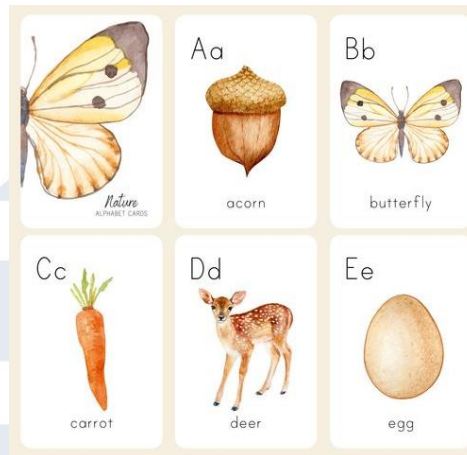 Nature
ALPHABET CARDS
Aa
acorn
Bb
butterfly
Cc
carrot
Dd
deer
Ee
egg